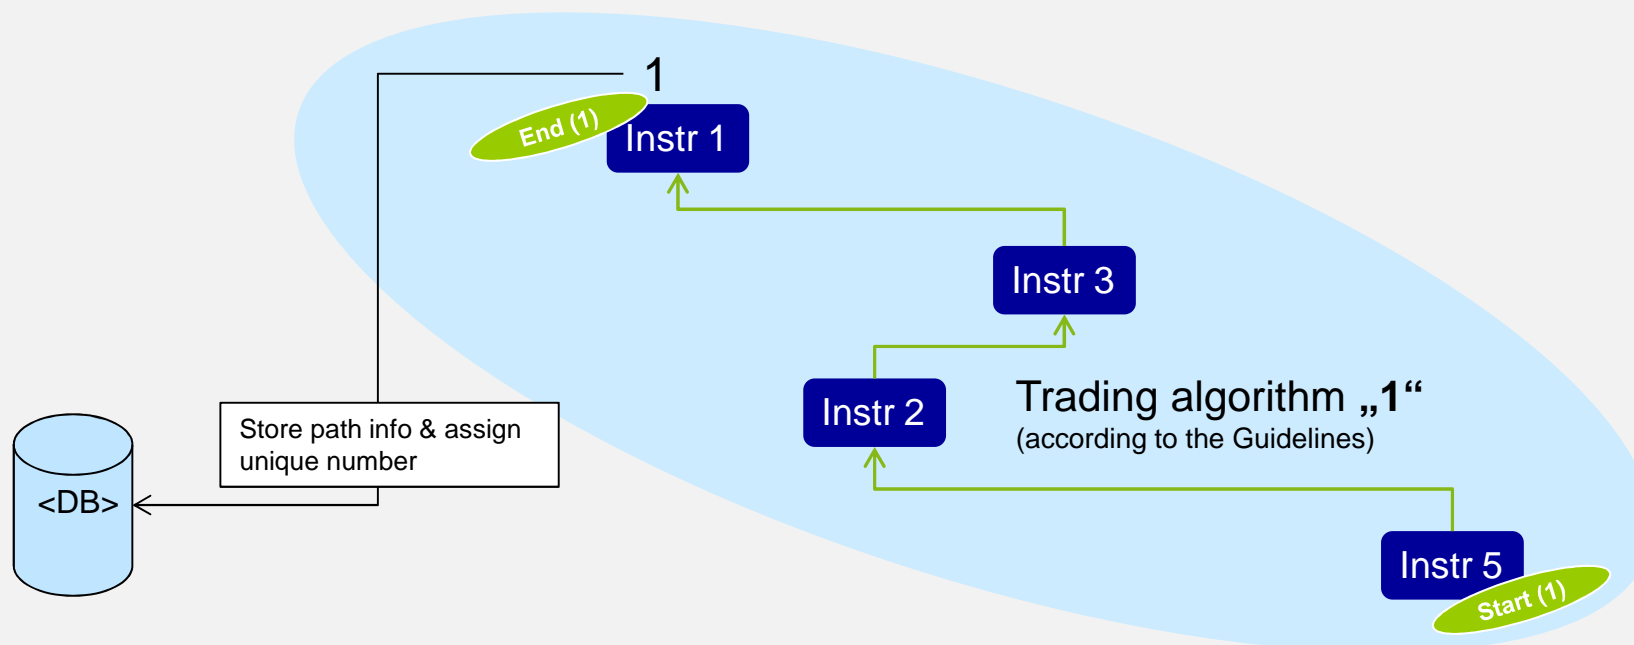 1
End (1)
Instr 1
Instr 3
Instr 2
Trading algorithm „1“
(according to the Guidelines)
Store path info & assign
unique number
<DB>
Instr 5
Start (1)